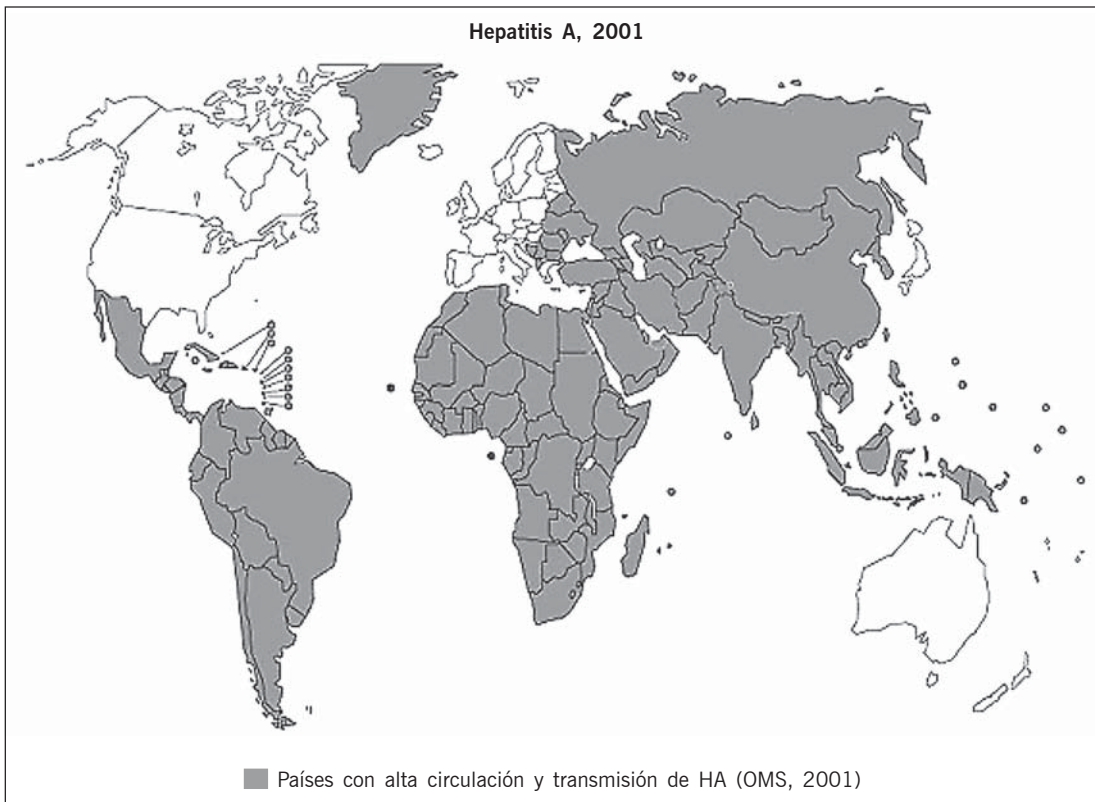 Hepatitis A, 2001
Países con alta circulación y transmisión de HA (OMS, 2001)